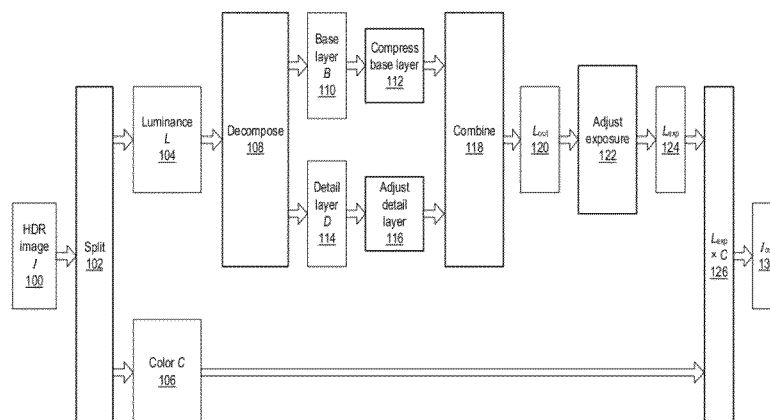 HDR
image
I
100
Split
102
Luminance
L
104
Color C
106
Decompose
108
Base
layer
B
110
Compress
base layer
112
Detail
layer
D
114
Adjust
detail
layer
116
Combine
118
Lout
120
Adjust
exposure
122
Lexp
124
Lexp
× C
126